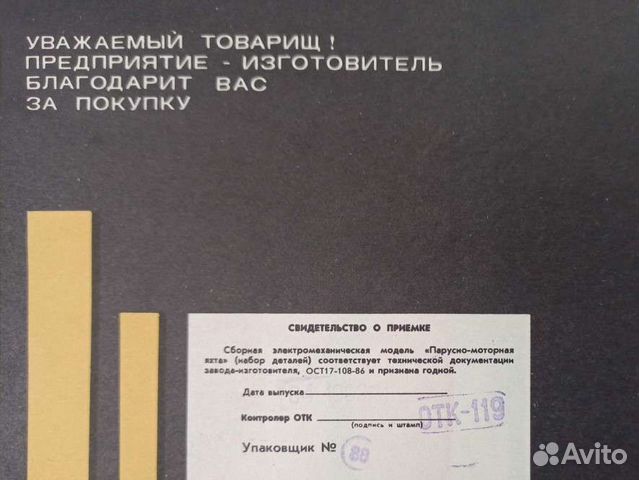 УВАЖАЕМЫЙ ТОВАРИЩ!
ПРЕДПРИЯТИЕ - ИЗГОТОВИТЕЛЬ
БЛАГОДАРИТ ВАС
ЗА ПОКУПКУ
СВИДЕТЕЛЬСТВО О ПРИЕМКЕ
Сборная электромеханическая модель «Парусно-моторная
яхта» (набор деталей) соответствует технической документации
завода-изготовителя, ОСТ17-108-86 и признана годной.
Дата выпуска
Контролер ОТК
(подпись и штамп)
ОТК-119
Упаковщик №
Avito